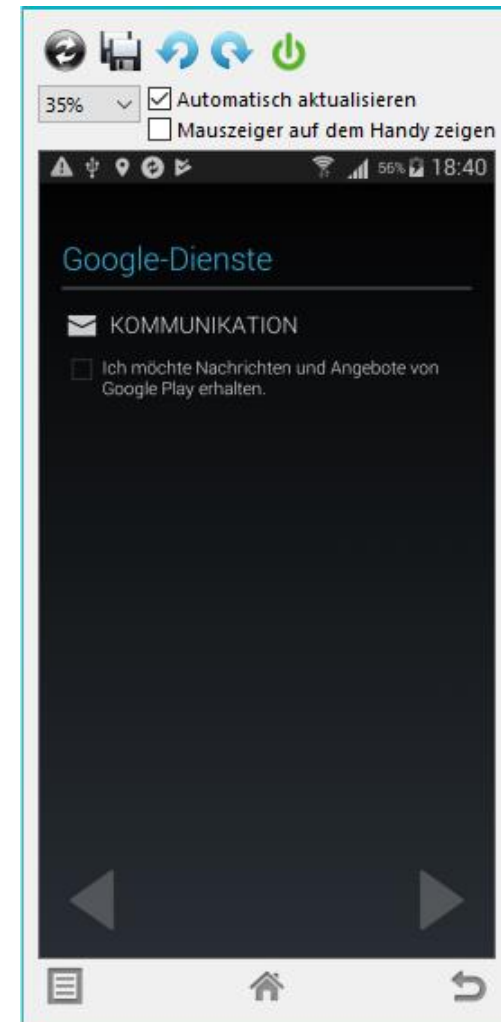 35%
Automatisch aktualisieren
Mauszeiger auf dem Handy zeigen
56% 18:40
Google-Dienste
KOMMUNIKATION
Ich möchte Nachrichten und Angebote von
Google Play erhalten.